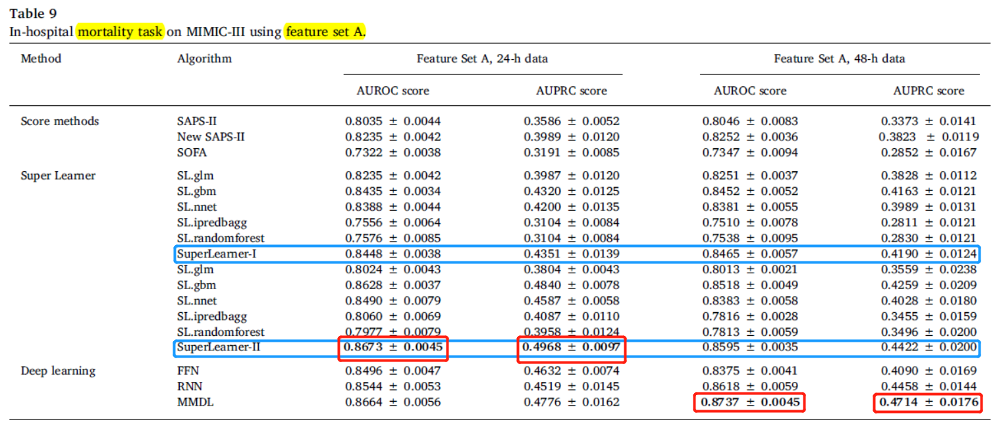 Table 9
In-hospital mortality task on MIMIC-III using feature set A.
Method Algorithm Feature Set A, 24-h data Feature Set A, 48-h data
AUROC score AUPRC score AUROC score AUPRC score
Score methods SAPS-II 0.8035 ± 0.0044 0.3586 ± 0.0052 0.8046 ± 0.0083 0.3373 ± 0.0141
New SAPS-II 0.8235 ± 0.0042 0.3989 ± 0.0120 0.8252 ± 0.0036 0.3823 ± 0.0119
SOFA 0.7322 ± 0.0038 0.3191 ± 0.0085 0.7347 ± 0.0094 0.2852 ± 0.0167
Super Learner SL.glm 0.8235 ± 0.0042 0.3987 ± 0.0120 0.8251 ± 0.0037 0.3828 ± 0.0112
SL.gbm 0.8435 ± 0.0034 0.4320 ± 0.0125 0.8452 ± 0.0052 0.4163 ± 0.0121
SL.nnet 0.8388 ± 0.0044 0.4200 ± 0.0135 0.8381 ± 0.0055 0.3989 ± 0.0131
SL.ipredbagg 0.7556 ± 0.0064 0.3104 ± 0.0084 0.7510 ± 0.0078 0.2811 ± 0.0121
SL.randomforest 0.7576 ± 0.0085 0.3104 ± 0.0084 0.7538 ± 0.0095 0.2830 ± 0.0121
SuperLearner-I 0.8448 ± 0.0038 0.4351 ± 0.0139 0.8465 ± 0.0057 0.4190 ± 0.0124
SL.glm 0.8024 ± 0.0043 0.3804 ± 0.0043 0.8013 ± 0.0021 0.3559 ± 0.0238
SL.gbm 0.8628 ± 0.0037 0.4840 ± 0.0078 0.8518 ± 0.0049 0.4259 ± 0.0209
SL.nnet 0.8490 ± 0.0079 0.4587 ± 0.0058 0.8383 ± 0.0058 0.4028 ± 0.0180
SL.ipredbagg 0.8060 ± 0.0069 0.4087 ± 0.0110 0.7816 ± 0.0028 0.3455 ± 0.0159
SL.randomforest 0.7977 ± 0.0079 0.3958 ± 0.0124 0.7813 ± 0.0059 0.3496 ± 0.0200
SuperLearner-II 0.8673 ± 0.0045 0.4968 ± 0.0097 0.8595 ± 0.0035 0.4422 ± 0.0200
Deep learning FFN 0.8496 ± 0.0047 0.4632 ± 0.0074 0.8375 ± 0.0041 0.4090 ± 0.0169
RNN 0.8544 ± 0.0053 0.4519 ± 0.0145 0.8618 ± 0.0059 0.4458 ± 0.0144
MMDL 0.8664 ± 0.0056 0.4776 ± 0.0162 0.8737 ± 0.0045 0.4714 ± 0.0176